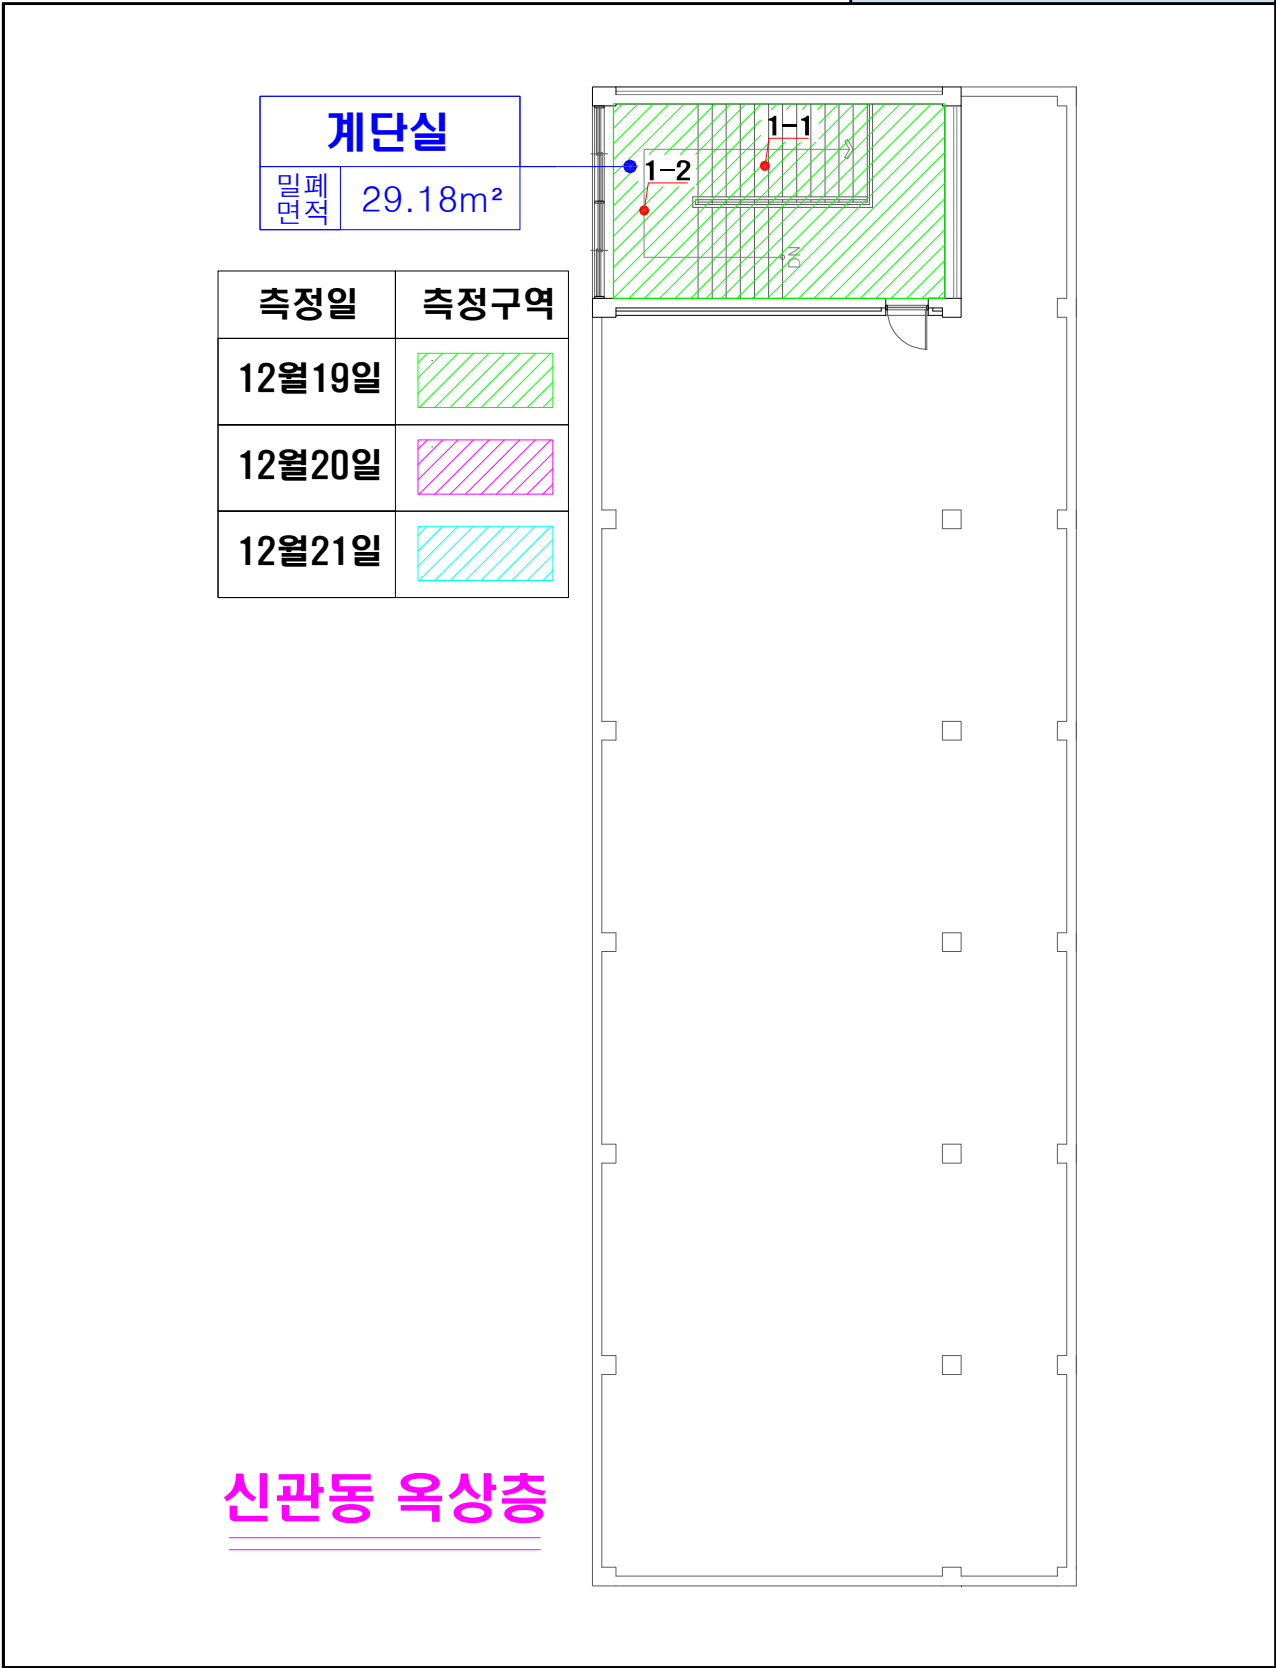 계단실
밀폐
면적
29.18m²
1-1
1-2
DN
측정일 측정구역
12월19일
12월20일
12월21일
신관동 옥상층